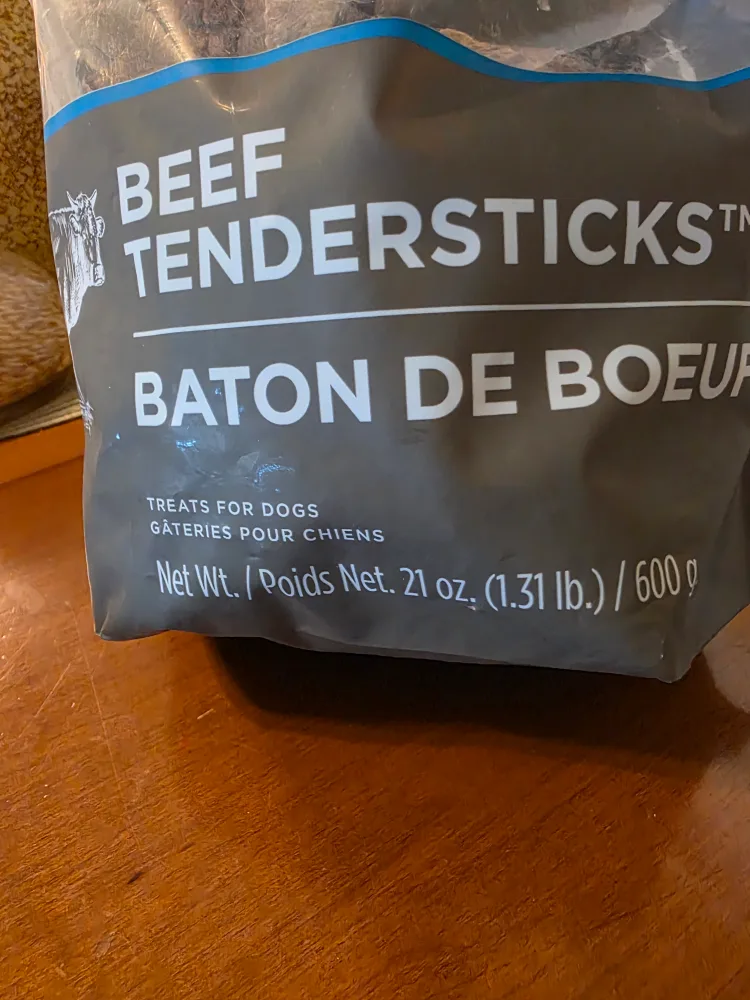 BEEF
TENDERSTICKS™
BATON DE BOEUF
TREATS FOR DOGS
GÂTERIES POUR CHIENS
Net Wt. / Poids Net. 21 oz. (1.31 lb.) / 600 g